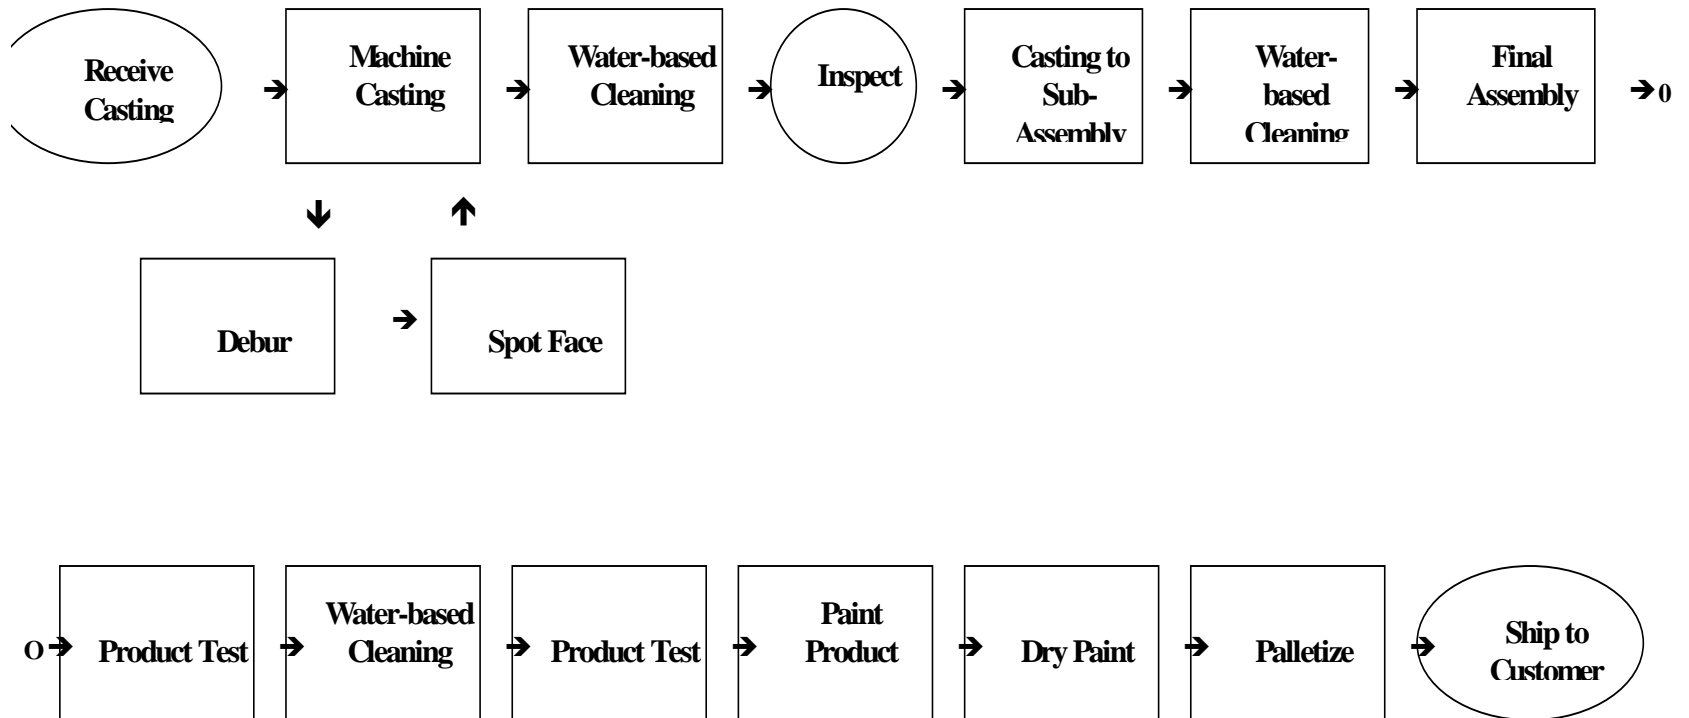 Receive
Casting
Machine
Casting
Water-based
Cleaning
Inspect
Casting to
Sub-
Assembly
Water-
based
Cleaning
Final
Assembly
0
Debur
Spot Face
O
Product Test
Water-based
Cleaning
Product Test
Paint
Product
Dry Paint
Palletize
Ship to
Customer